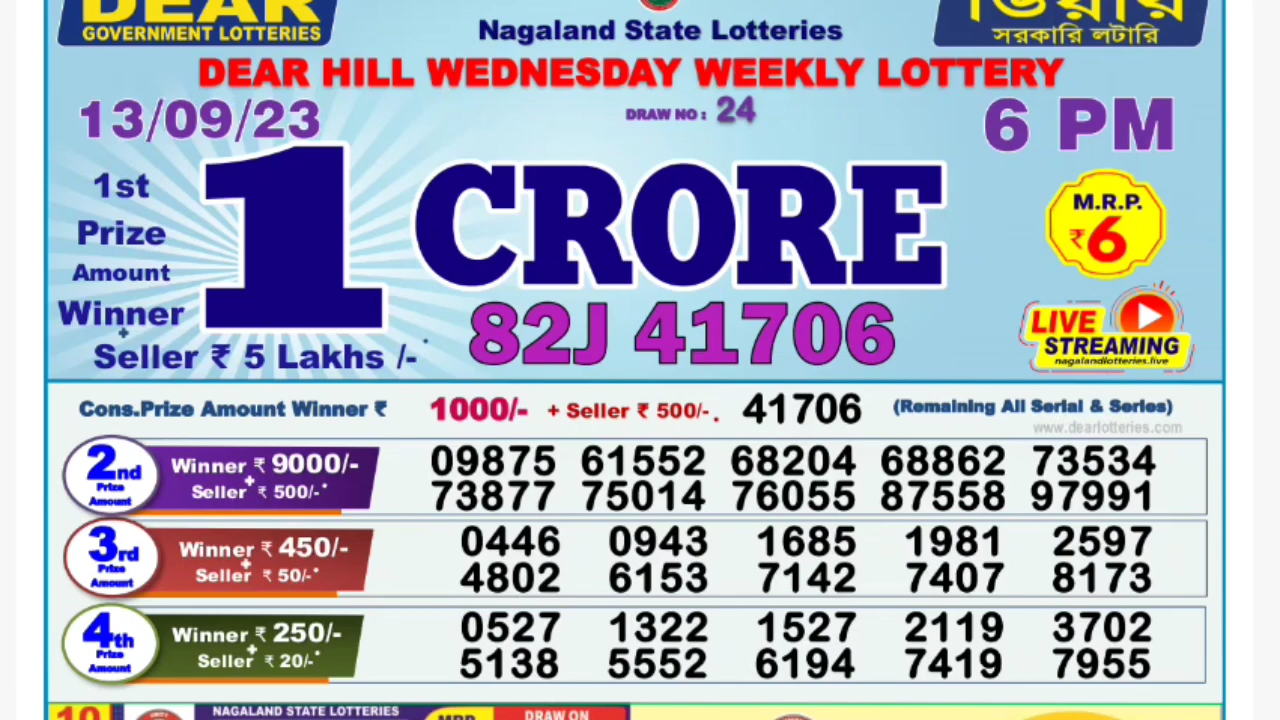 DEAR
GOVERNMENT LOTTERIES
Nagaland State Lotteries
ডিয়ার
সরকারি লটারি
DEAR HILL WEDNESDAY WEEKLY LOTTERY
13/09/23
DRAW NO : 24
6 PM
1st
Prize
Amount
Winner
+
Seller ₹ 5 Lakhs /-*
1 CRORE
82J 41706
M.R.P.
₹6
LIVE
STREAMING
nagalandlotteries.live
Cons.Prize Amount Winner ₹ 1000/- + Seller ₹ 500/-. 41706 (Remaining All Serial & Series)
www.dearlotteries.com
2nd
Prize
Amount
Winner ₹ 9000/-
+
Seller ₹ 500/-*
09875 61552 68204 68862 73534
73877 75014 76055 87558 97991
3rd
Prize
Amount
Winner ₹ 450/-
+
Seller ₹ 50/-*
0446 0943 1685 1981 2597
4802 6153 7142 7407 8173
4th
Prize
Amount
Winner ₹ 250/-
+
Seller ₹ 20/-*
0527 1322 1527 2119 3702
5138 5552 6194 7419 7955
10
NAGALAND STATE LOTTERIES
MRP
DRAW ON